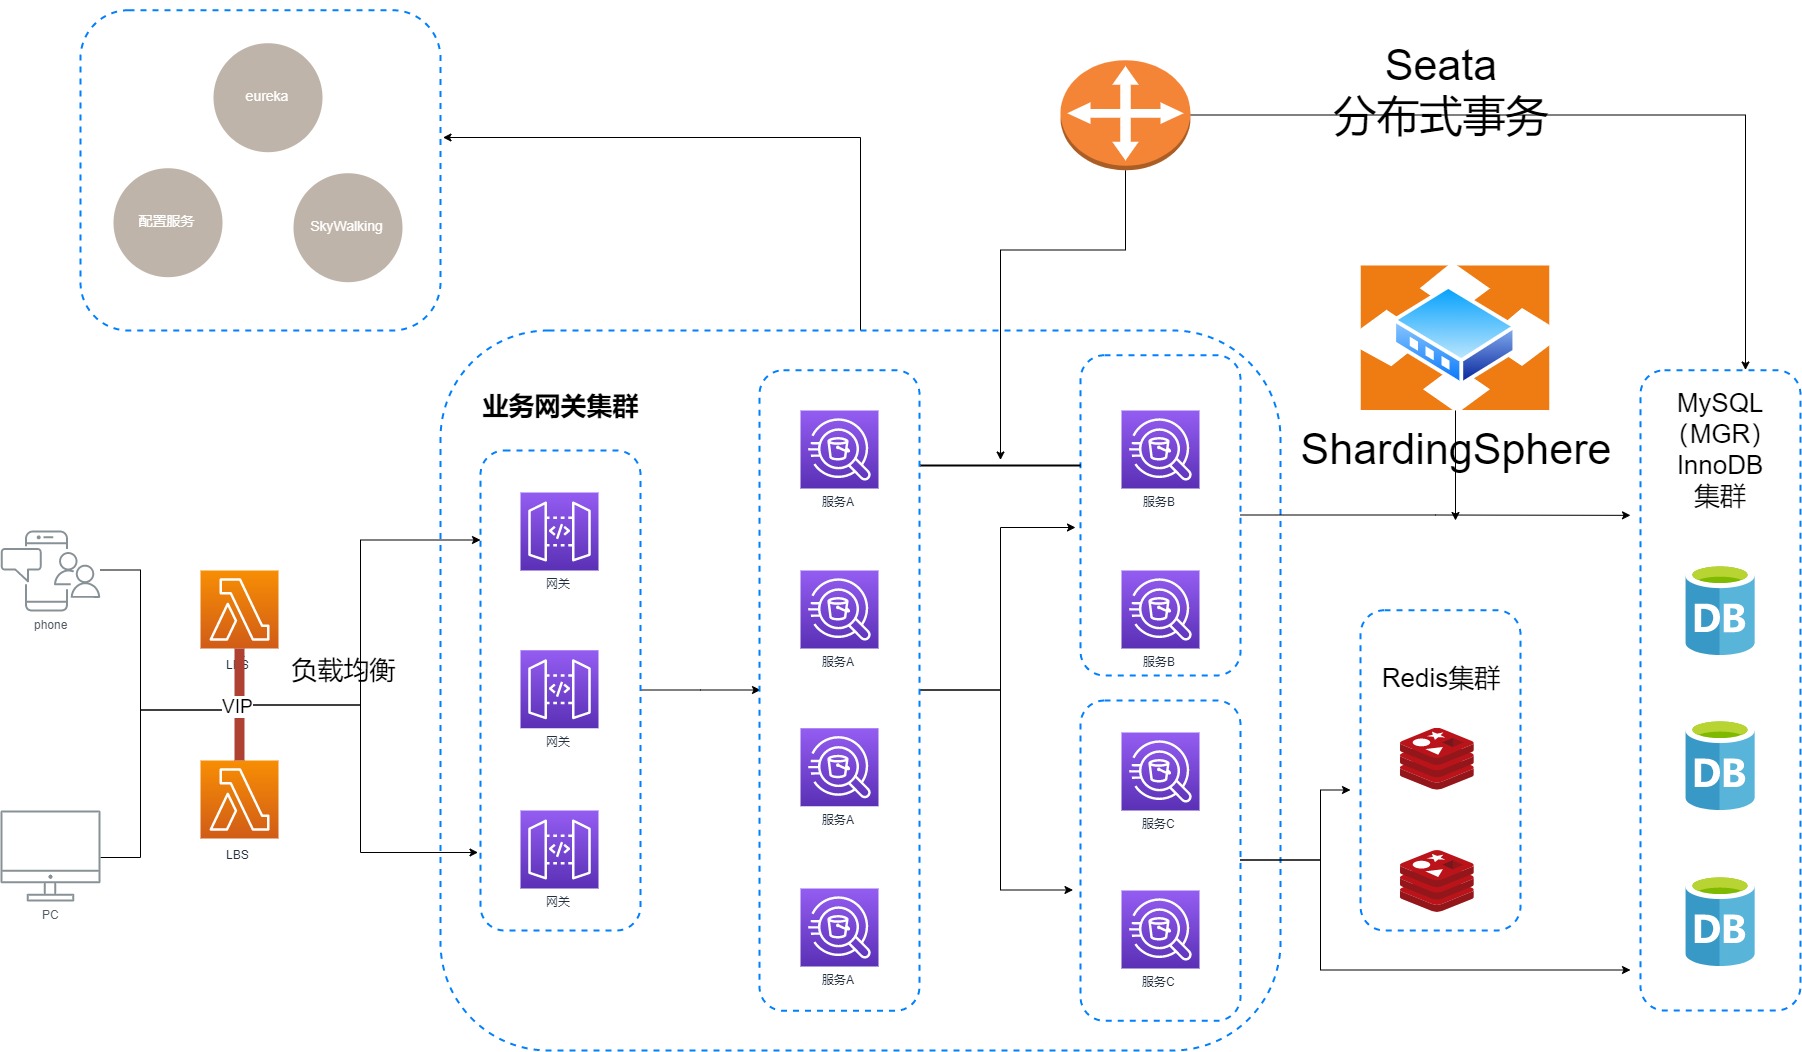 eureka
配置服务
SkyWalking
Seata
分布式事务
ShardingSphere
MySQL
（MGR）
InnoDB
集群
业务网关集群
网关
网关
网关
服务A
服务A
服务A
服务A
服务B
服务B
服务C
服务C
phone
PC
LBS
VIP
LBS
负载均衡
Redis集群
DB
DB
DB